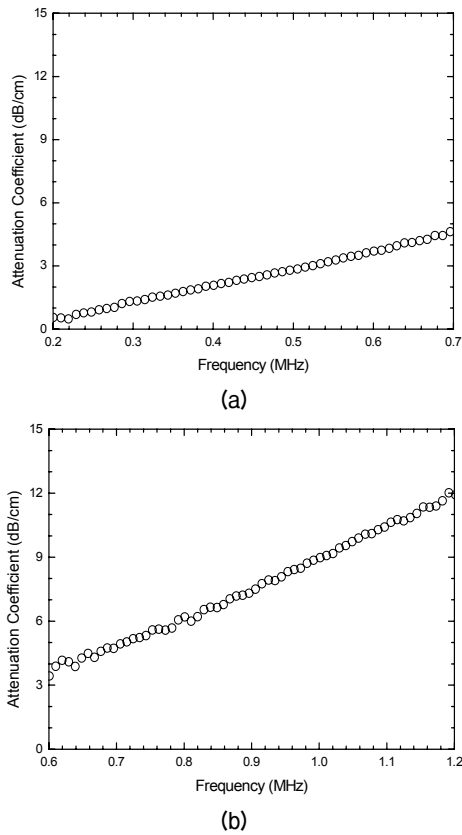 15
12
9
6
3
0
Attenuation Coefficient (dB/cm)
0.2 0.3 0.4 0.5 0.6 0.7
Frequency (MHz)
(a)
15
12
9
6
3
0
Attenuation Coefficient (dB/cm)
0.6 0.7 0.8 0.9 1.0 1.1 1.2
Frequency (MHz)
(b)